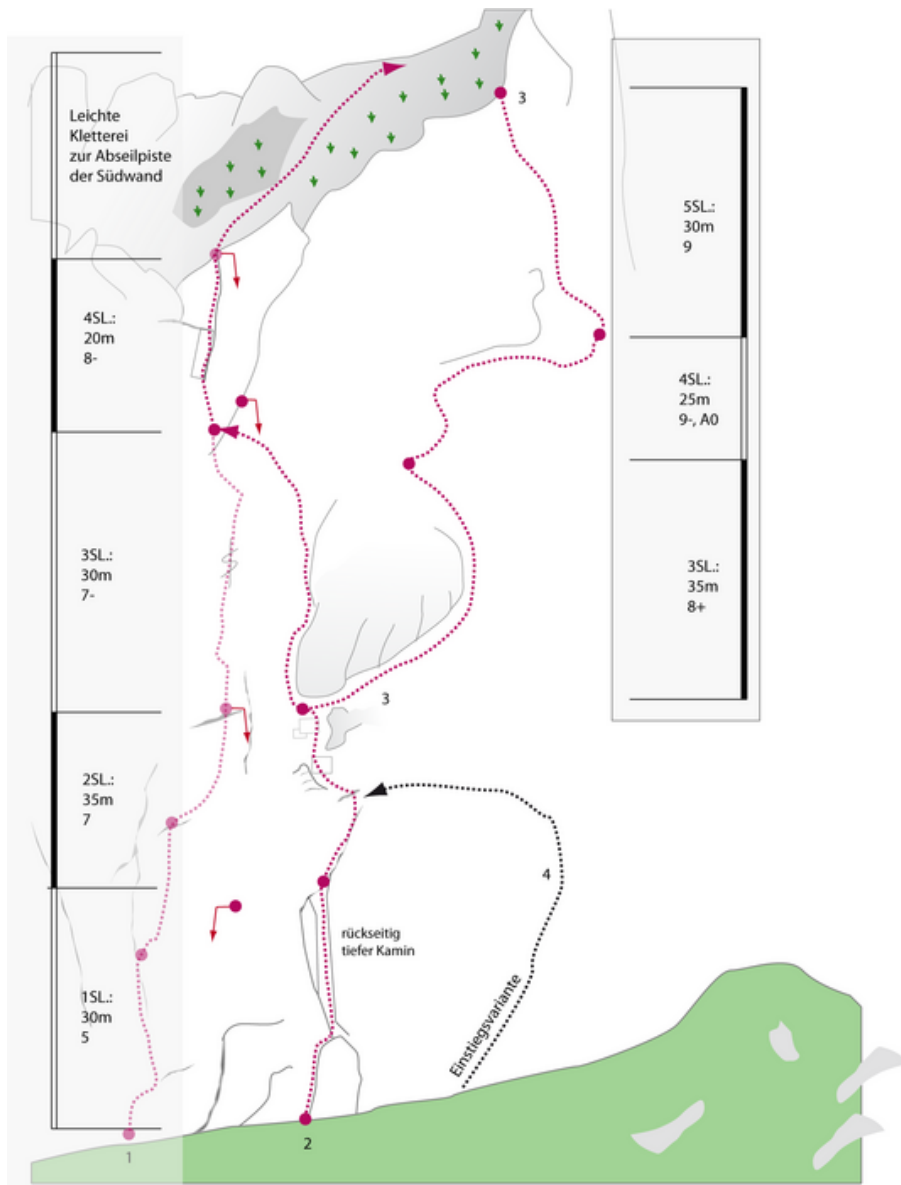 Leichte
Kletterei
zur Abseilpiste
der Südwand
4SL.:
20m
8-
3SL.:
30m
7-
2SL.:
35m
7
1SL.:
30m
5
1
2
rückseitig
tiefer Kamin
Einstiegsvariante
4
3
3
5SL.:
30m
9
4SL.:
25m
9-, A0
3SL.:
35m
8+